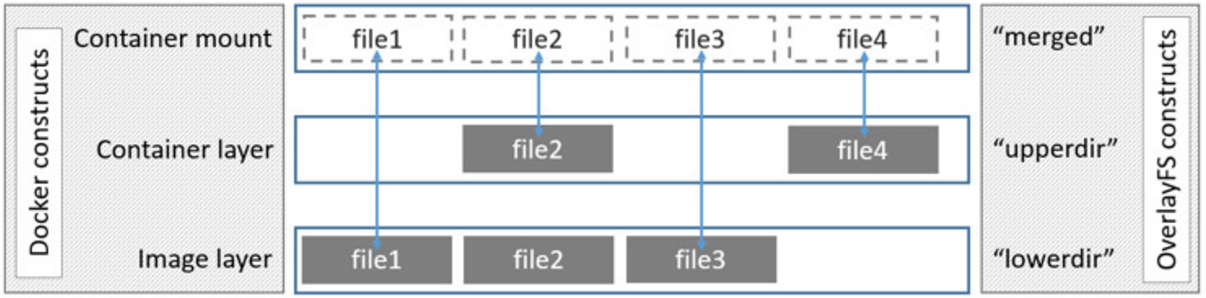 Docker constructs
Container mount
file1 file2 file3 file4
“merged”
Container layer
file2 file4
“upperdir”
Image layer
file1 file2 file3
“lowerdir”
OverlayFS constructs